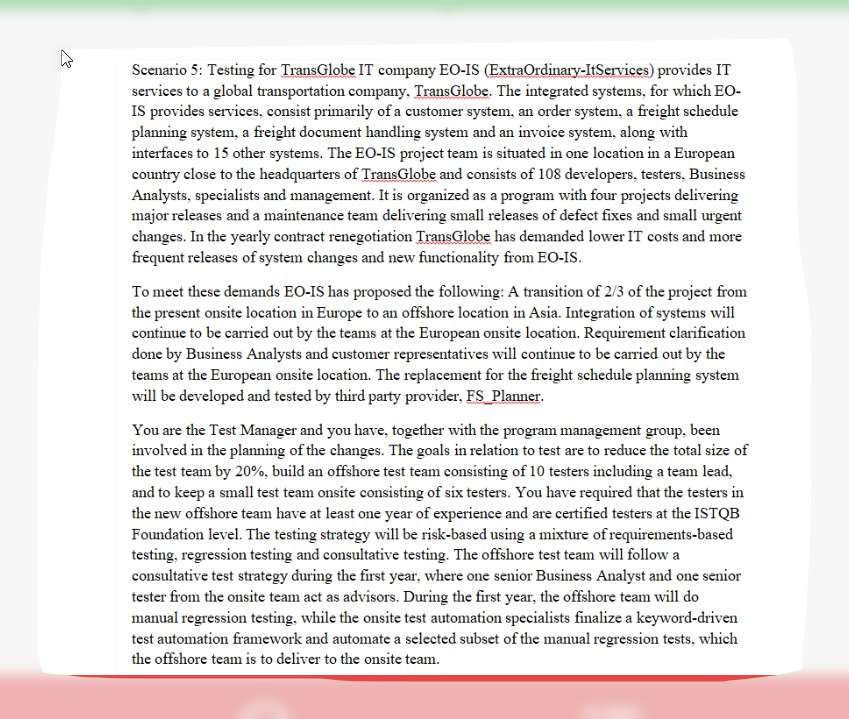 Scenario 5: Testing for TransGlobe IT company EO-IS (ExtraOrdinary-ItServices) provides IT
services to a global transportation company, TransGlobe. The integrated systems, for which EO-
IS provides services, consist primarily of a customer system, an order system, a freight schedule
planning system, a freight document handling system and an invoice system, along with
interfaces to 15 other systems. The EO-IS project team is situated in one location in a European
country close to the headquarters of TransGlobe and consists of 108 developers, testers, Business
Analysts, specialists and management. It is organized as a program with four projects delivering
major releases and a maintenance team delivering small releases of defect fixes and small urgent
changes. In the yearly contract renegotiation TransGlobe has demanded lower IT costs and more
frequent releases of system changes and new functionality from EO-IS.
To meet these demands EO-IS has proposed the following: A transition of 2/3 of the project from
the present onsite location in Europe to an offshore location in Asia. Integration of systems will
continue to be carried out by the teams at the European onsite location. Requirement clarification
done by Business Analysts and customer representatives will continue to be carried out by the
teams at the European onsite location. The replacement for the freight schedule planning system
will be developed and tested by third party provider, FS_Planner.
You are the Test Manager and you have, together with the program management group, been
involved in the planning of the changes. The goals in relation to test are to reduce the total size of
the test team by 20%, build an offshore test team consisting of 10 testers including a team lead,
and to keep a small test team onsite consisting of six testers. You have required that the testers in
the new offshore team have at least one year of experience and are certified testers at the ISTQB
Foundation level. The testing strategy will be risk-based using a mixture of requirements-based
testing, regression testing and consultative testing. The offshore test team will follow a
consultative test strategy during the first year, where one senior Business Analyst and one senior
tester from the onsite team act as advisors. During the first year, the offshore team will do
manual regression testing, while the onsite test automation specialists finalize a keyword-driven
test automation framework and automate a selected subset of the manual regression tests, which
the offshore team is to deliver to the onsite team.